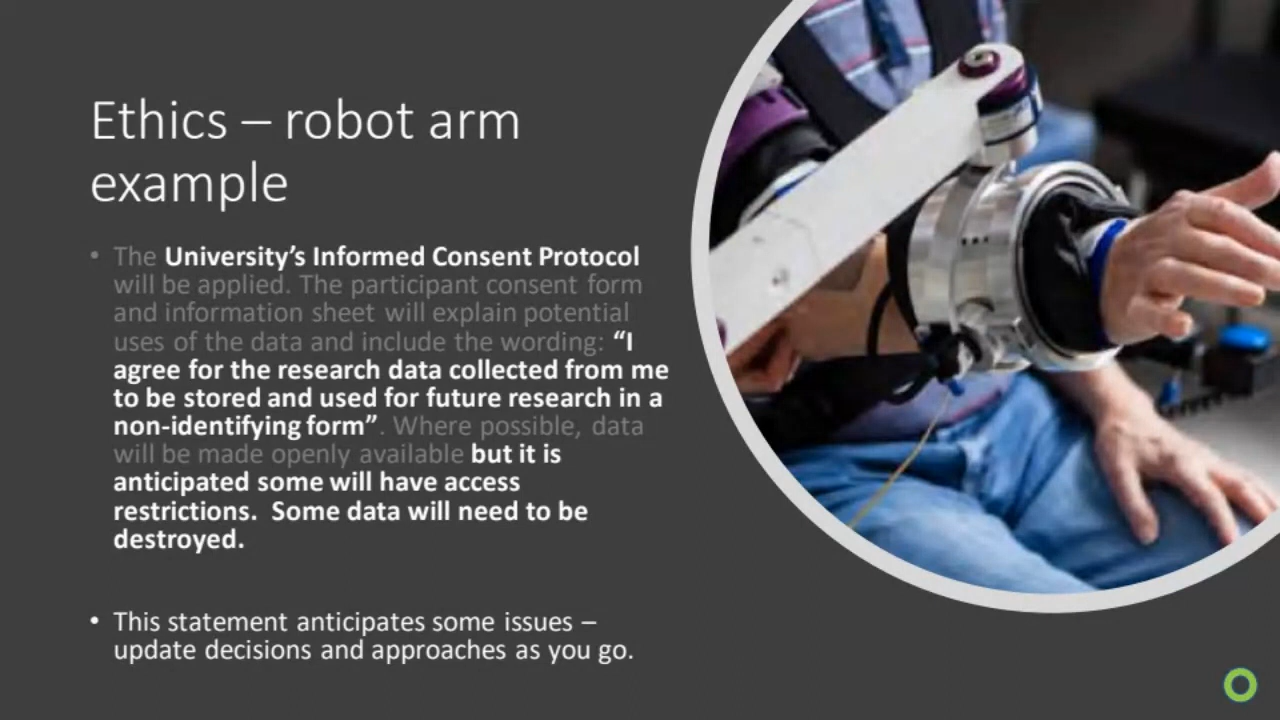 Ethics – robot arm
example
• The University’s Informed Consent Protocol
will be applied. The participant consent form
and information sheet will explain potential
uses of the data and include the wording: “I
agree for the research data collected from me
to be stored and used for future research in a
non-identifying form”. Where possible, data
will be made openly available but it is
anticipated some will have access
restrictions.  Some data will need to be
destroyed.
• This statement anticipates some issues –
update decisions and approaches as you go.